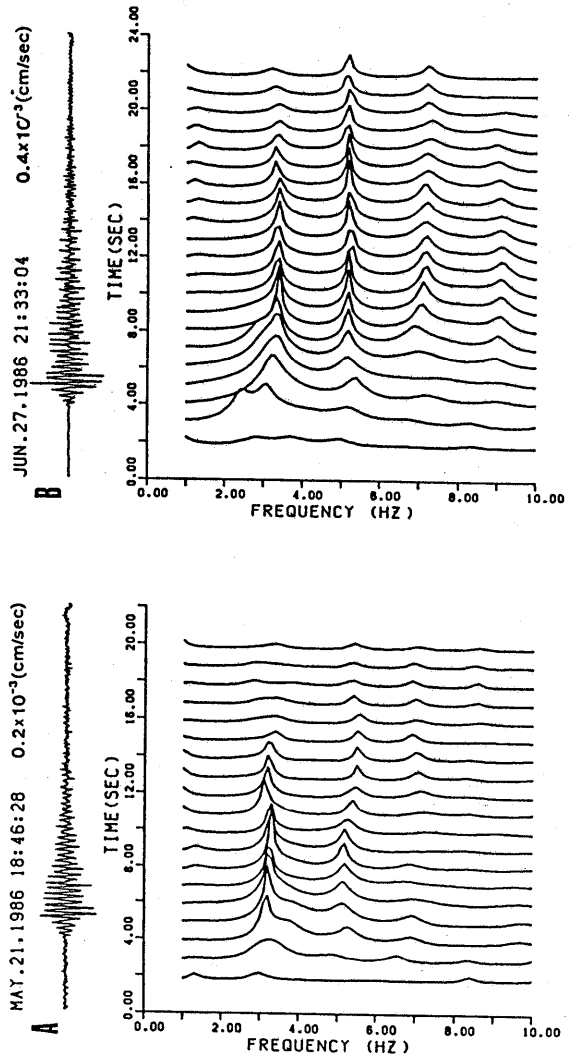 B
JUN.27.1986 21:33:04 0.4x10⁻³(cm/sec)
TIME(SEC)
0.00 4.00 8.00 12.00 16.00 20.00 24.00
0.00 2.00 4.00 6.00 8.00 10.00
FREQUENCY (HZ)
A
MAY.21.1986 18:46:28 0.2x10⁻³(cm/sec)
TIME(SEC)
0.00 4.00 8.00 12.00 16.00 20.00
0.00 2.00 4.00 6.00 8.00 10.00
FREQUENCY (HZ)